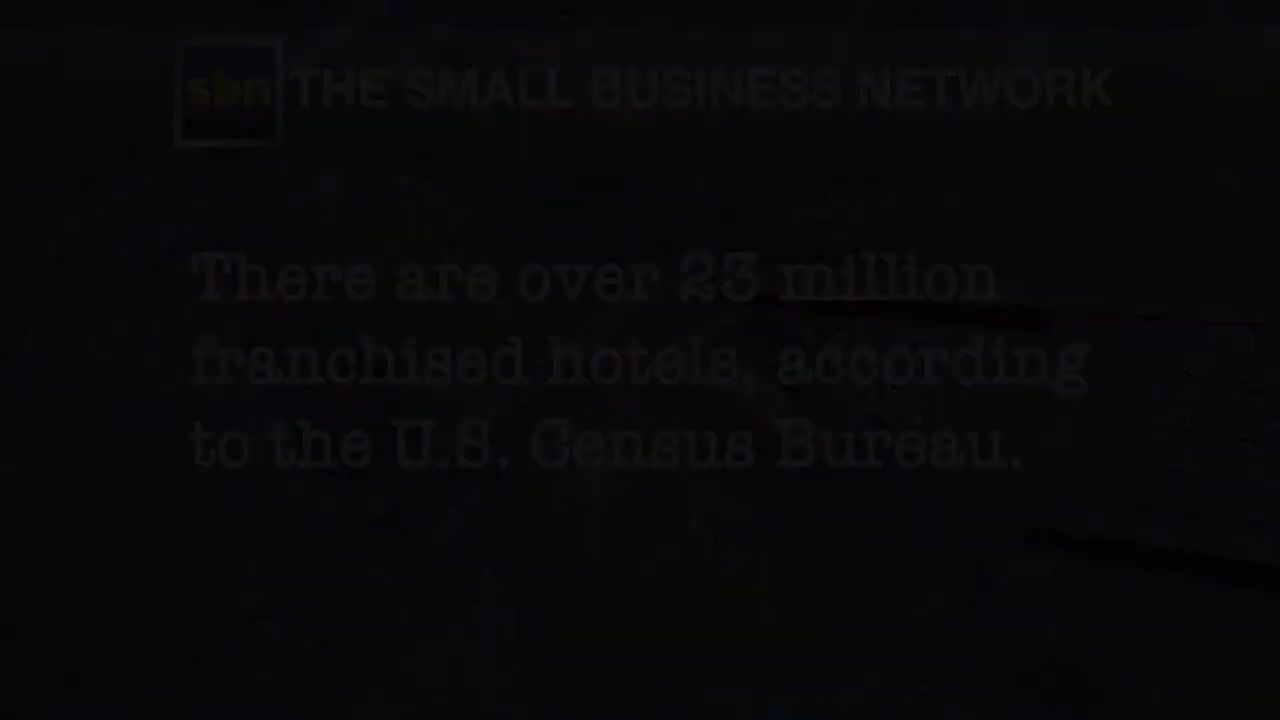 sbn THE SMALL BUSINESS NETWORK
There are over 23 million
franchised hotels, according
to the U.S. Census Bureau.